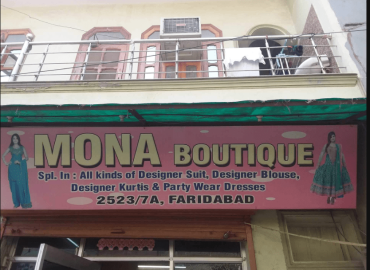 MONA BOUTIQUE
Spl. In : All kinds of Designer Suit, Designer Blouse,
Designer Kurtis & Party Wear Dresses
2523/7A, FARIDABAD